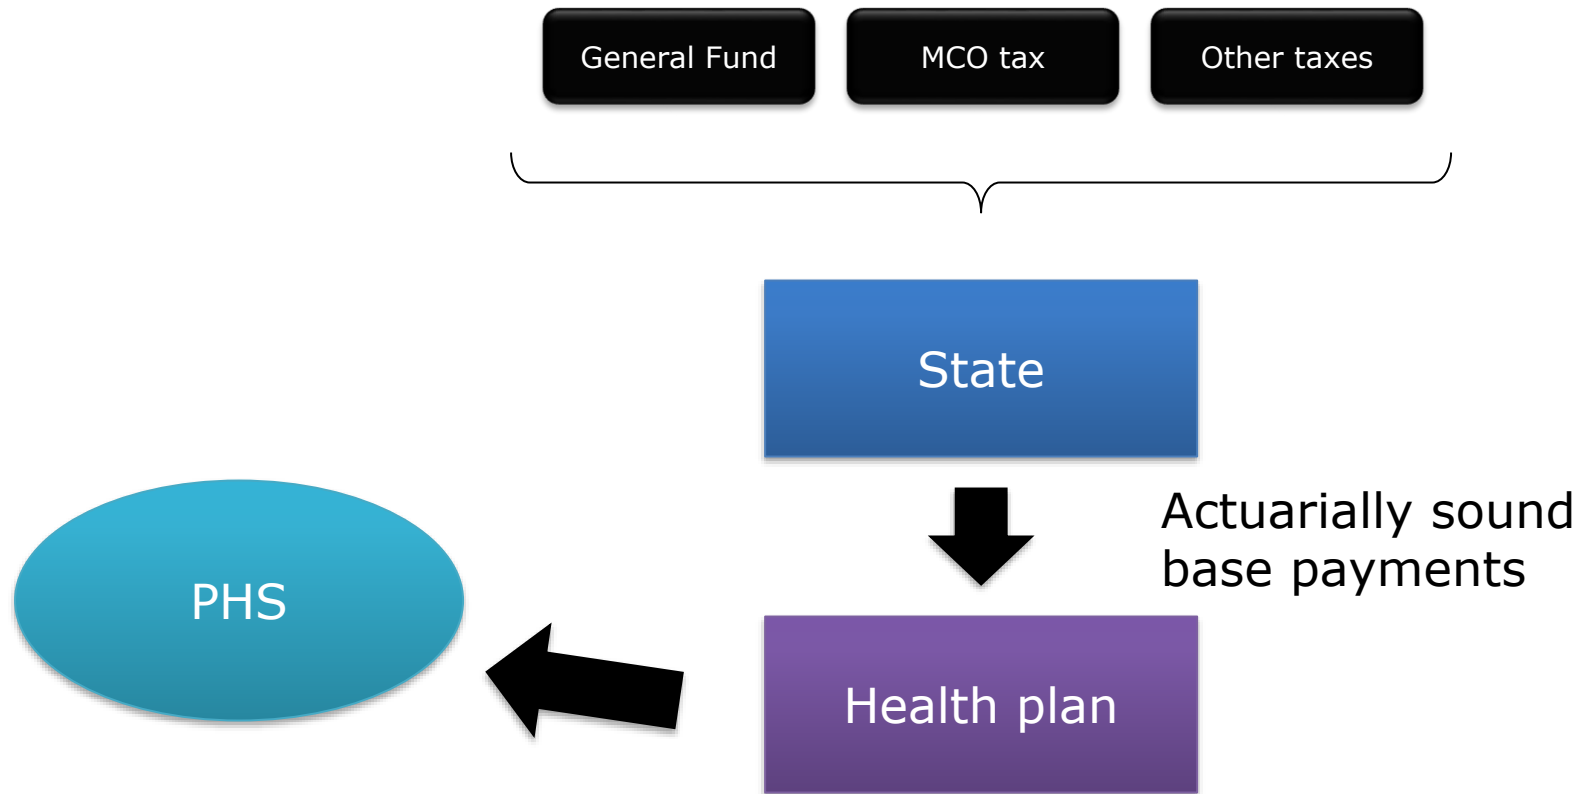 General Fund
MCO tax
Other taxes
State
Actuarially sound
base payments
PHS
Health plan